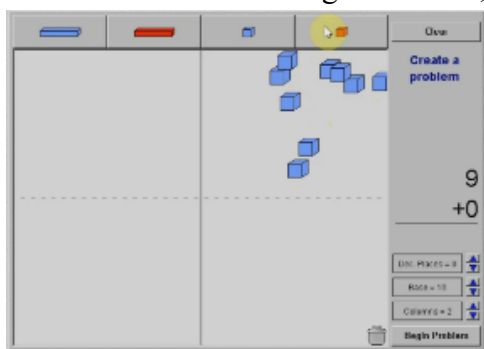 Clear
Create a
problem
9
+0
Dec. Places = 0
Base = 10
Columns = 2
Begin Problem